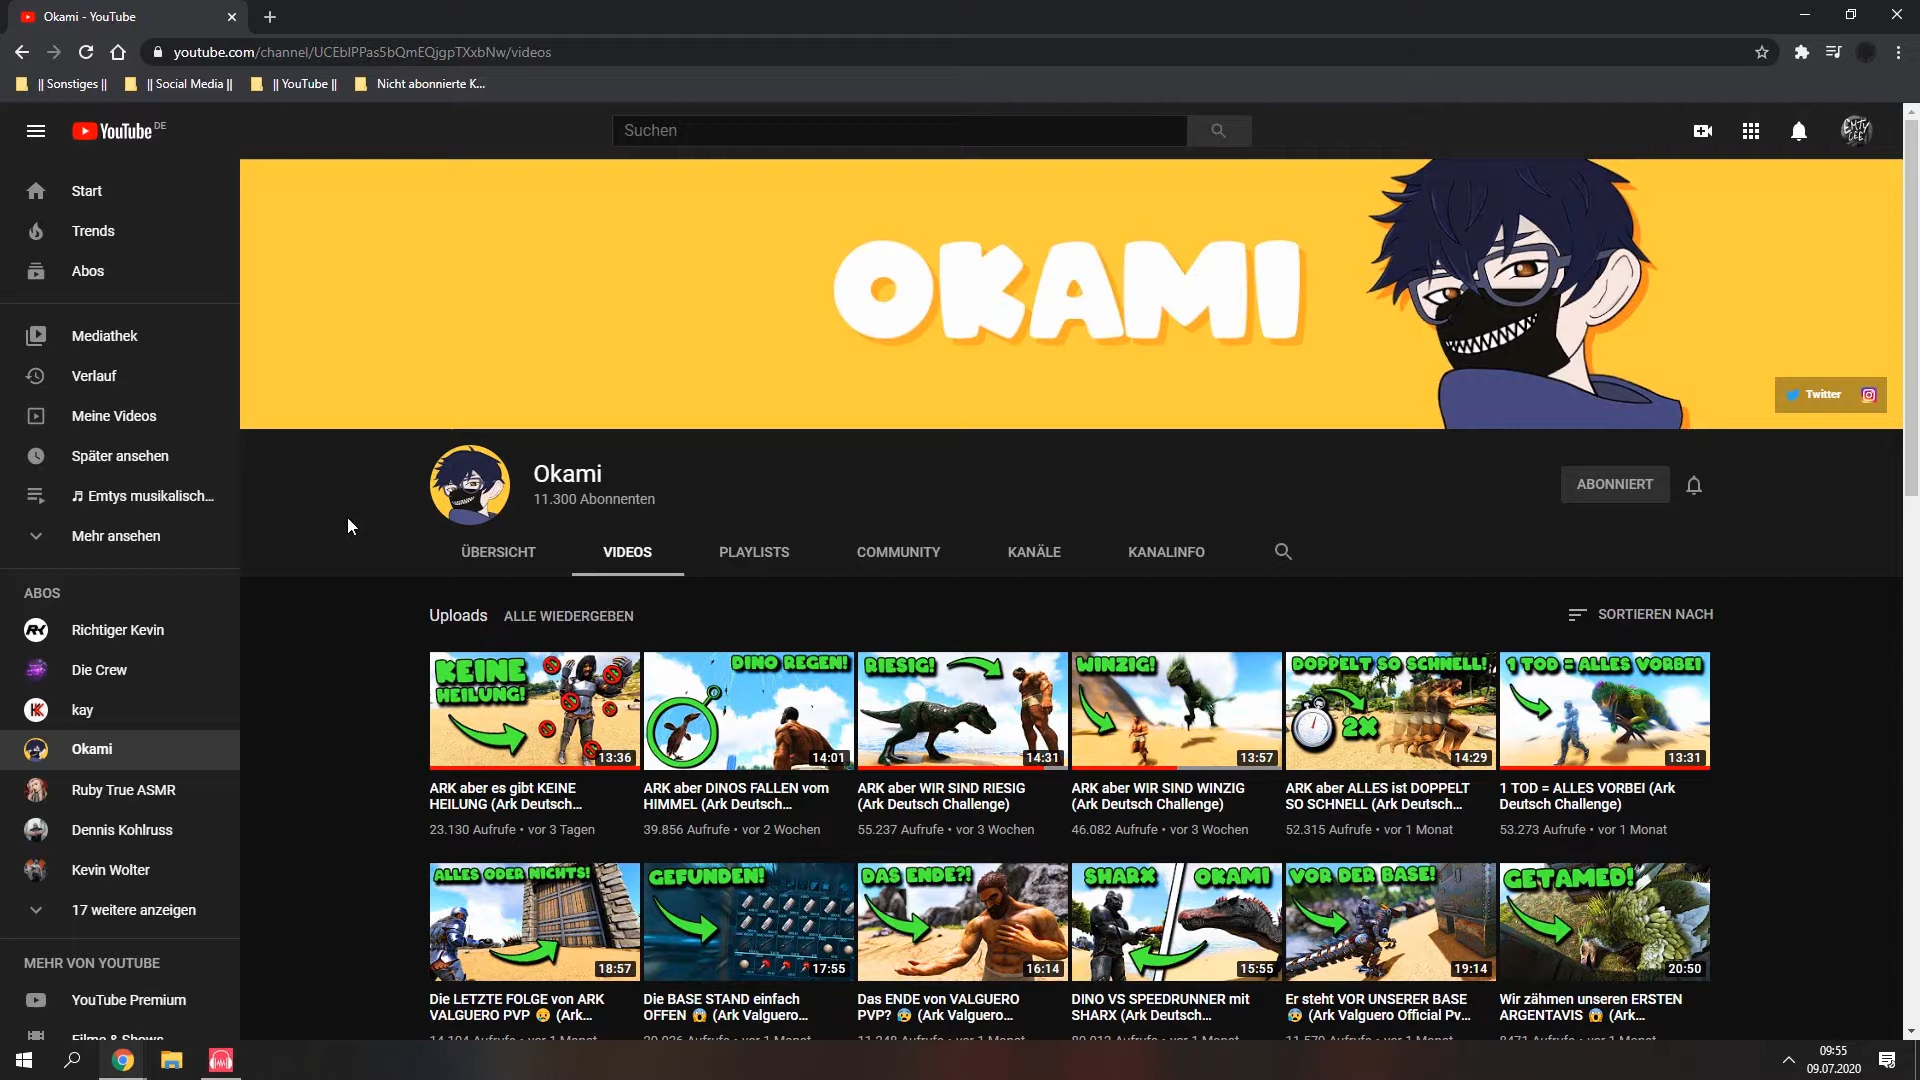 Okami - YouTube
youtube.com/channel/UCEbIPPas5bQmEQjgpTXxbNw/videos
|| Sonstiges ||
|| Social Media ||
|| YouTube ||
Nicht abonnierte K...
YouTube DE
Suchen
Start
Trends
Abos
Mediathek
Verlauf
Meine Videos
Später ansehen
♬ Emtys musikalisch...
Mehr ansehen
ABOS
Richtiger Kevin
Die Crew
kay
Okami
Ruby True ASMR
Dennis Kohlruss
Kevin Wolter
17 weitere anzeigen
MEHR VON YOUTUBE
YouTube Premium
Filme & Shows
OKAMI
Twitter
Okami
11.300 Abonnenten
ABONNIERT
ÜBERSICHT
VIDEOS
PLAYLISTS
COMMUNITY
KANÄLE
KANALINFO
Uploads
ALLE WIEDERGEBEN
SORTIEREN NACH
KEINE
HEILUNG!
13:36
ARK aber es gibt KEINE
HEILUNG (Ark Deutsch...
23.130 Aufrufe • vor 3 Tagen
DINO REGEN!
14:01
ARK aber DINOS FALLEN vom
HIMMEL (Ark Deutsch...
39.856 Aufrufe • vor 2 Wochen
RIESIG!
14:31
ARK aber WIR SIND RIESIG
(Ark Deutsch Challenge)
55.237 Aufrufe • vor 3 Wochen
WINZIG!
13:57
ARK aber WIR SIND WINZIG
(Ark Deutsch Challenge)
46.082 Aufrufe • vor 3 Wochen
DOPPELT SO SCHNELL!
2X
14:29
ARK aber ALLES ist DOPPELT
SO SCHNELL (Ark Deutsch...
52.315 Aufrufe • vor 1 Monat
1 TOD = ALLES VORBEI
13:31
1 TOD = ALLES VORBEI (Ark
Deutsch Challenge)
53.273 Aufrufe • vor 1 Monat
ALLES ODER NICHTS!
18:57
Die LETZTE FOLGE von ARK
VALGUERO PVP 😢 (Ark...
GEFUNDEN!
17:55
Die BASE STAND einfach
OFFEN 😱 (Ark Valguero...
DAS ENDE?!
16:14
Das ENDE von VALGUERO
PVP? 😰 (Ark Valguero...
SHARX
OKAMI
15:55
DINO VS SPEEDRUNNER mit
SHARX (Ark Deutsch...
VOR DER BASE!
19:14
Er steht VOR UNSERER BASE
😰 (Ark Valguero Official Pv...
GETAMED!
20:50
Wir zähmen unseren ERSTEN
ARGENTAVIS 😱 (Ark...
09:55
09.07.2020